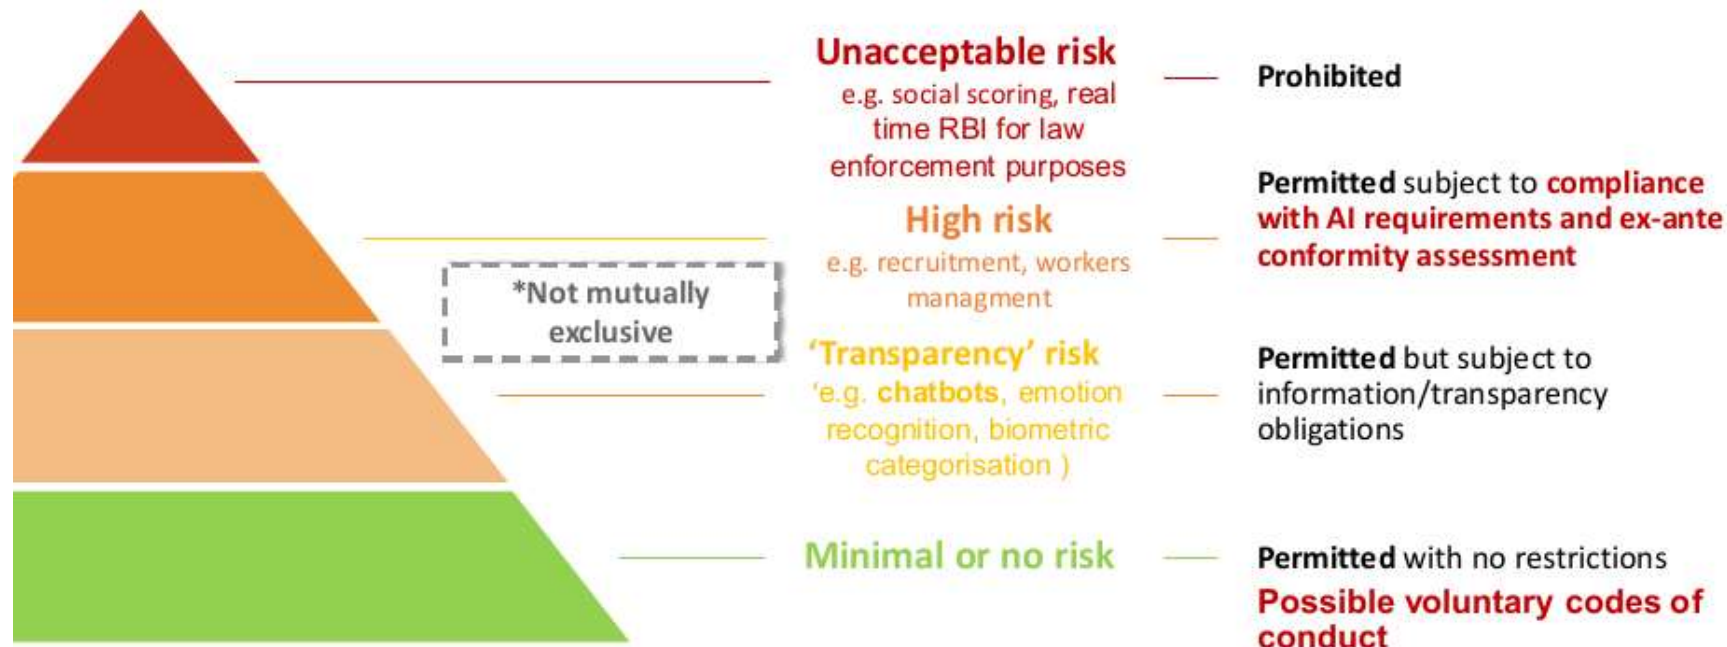 Unacceptable risk
e.g. social scoring, real
time RBI for law
enforcement purposes
Prohibited
High risk
e.g. recruitment, workers
managment
Permitted subject to compliance
with AI requirements and ex-ante
conformity assessment
*Not mutually
exclusive
‘Transparency’ risk
‘e.g. chatbots, emotion
recognition, biometric
categorisation )
Permitted but subject to
information/transparency
obligations
Minimal or no risk
Permitted with no restrictions
Possible voluntary codes of
conduct